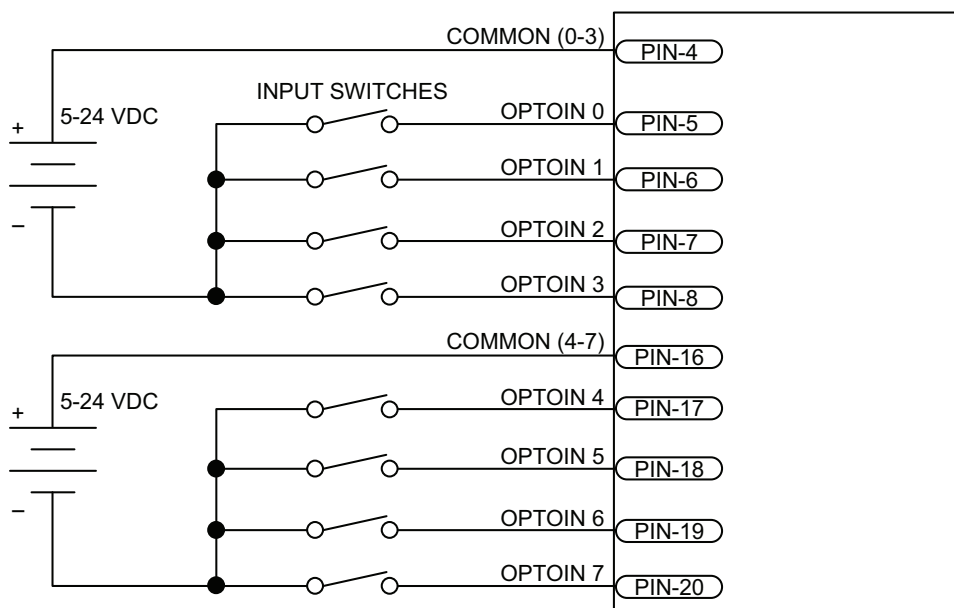 COMMON (0-3)
PIN-4
5-24 VDC
INPUT SWITCHES
OPTOIN 0
PIN-5
+
OPTOIN 1
PIN-6
–
OPTOIN 2
PIN-7
OPTOIN 3
PIN-8
COMMON (4-7)
PIN-16
5-24 VDC
OPTOIN 4
PIN-17
+
OPTOIN 5
PIN-18
–
OPTOIN 6
PIN-19
OPTOIN 7
PIN-20